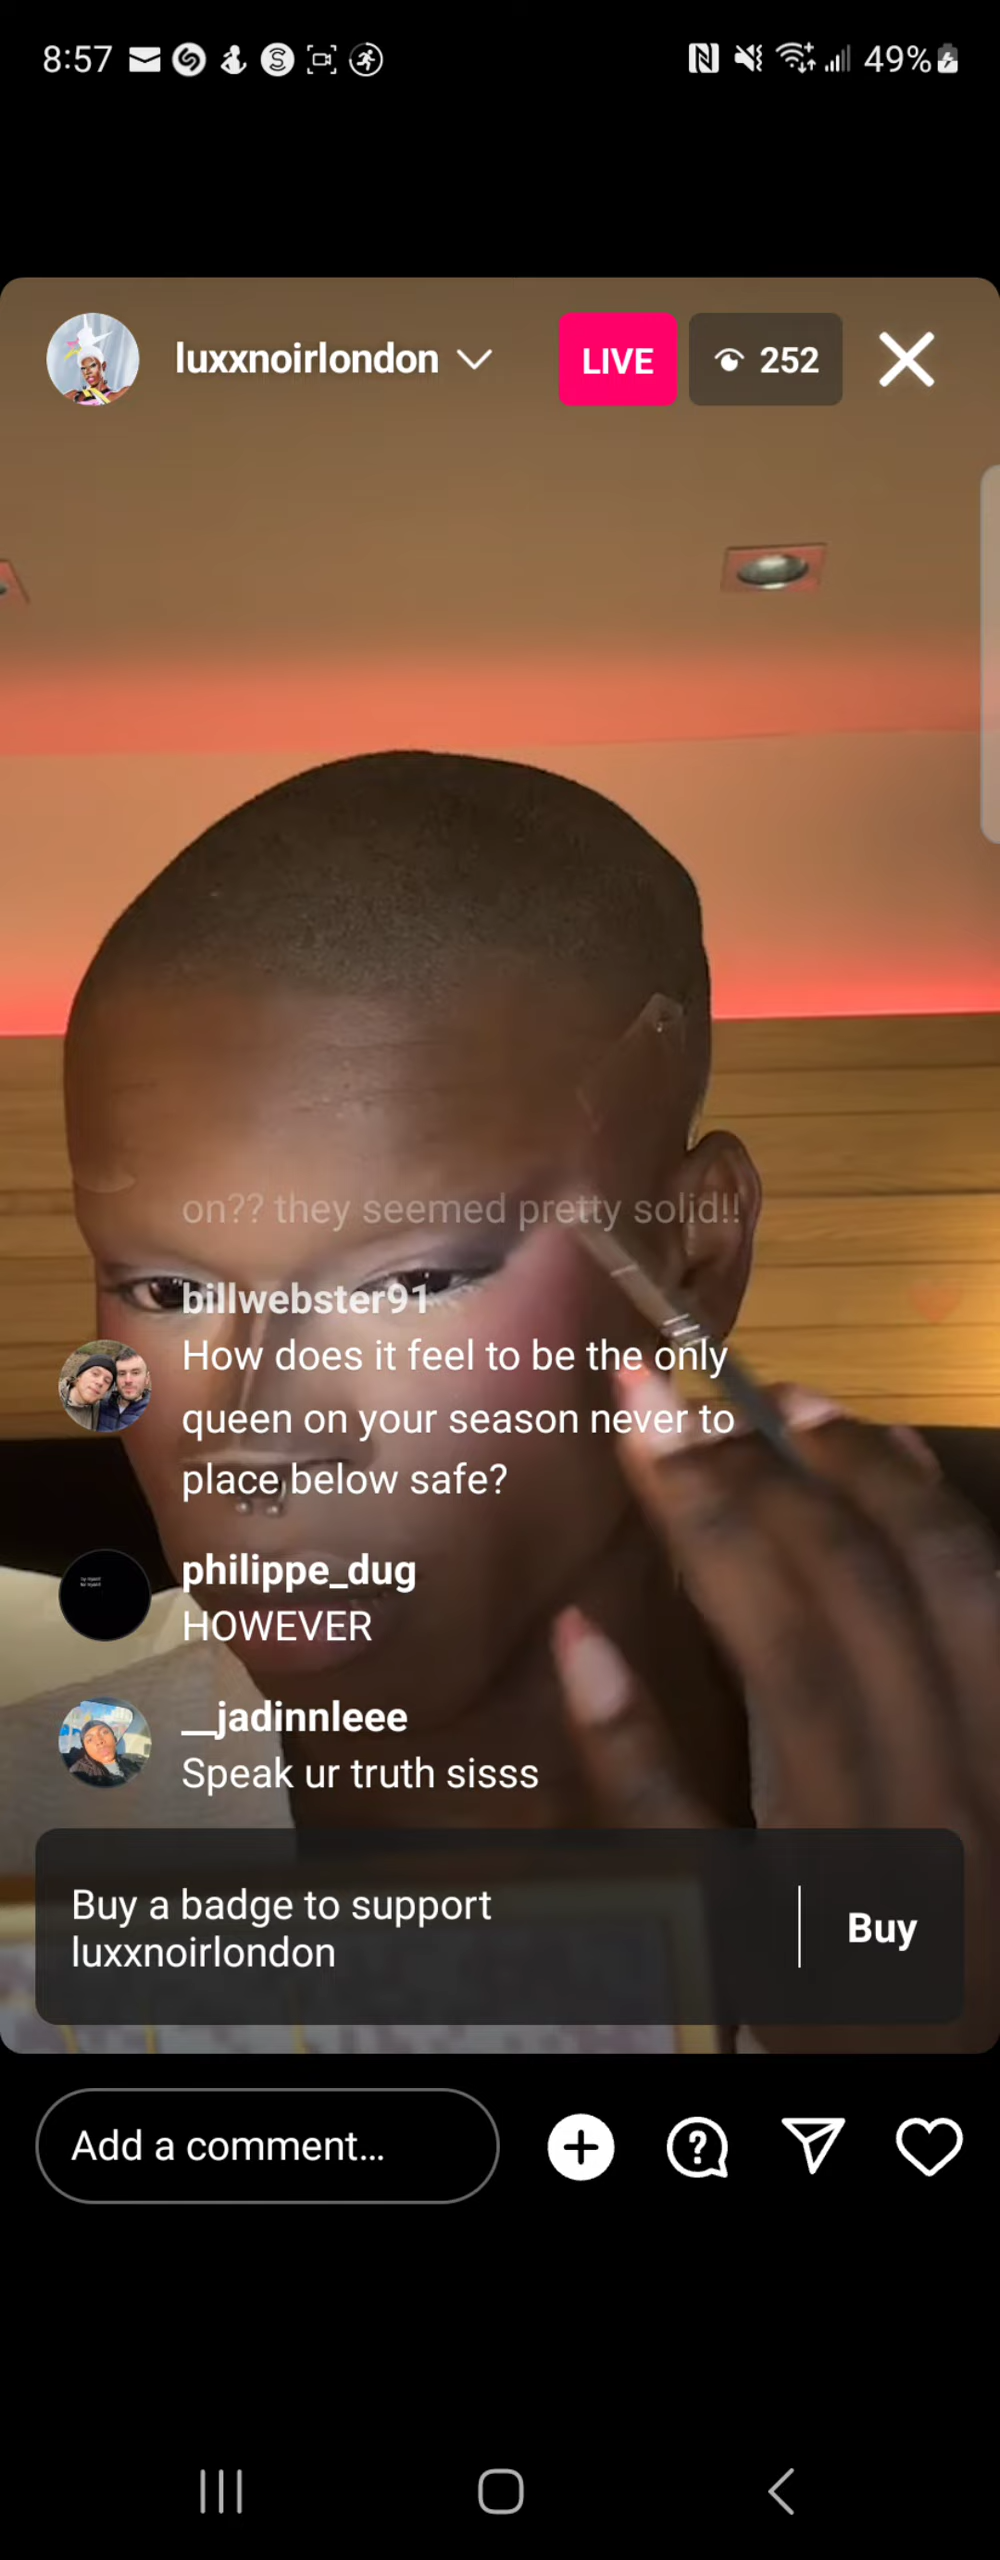 8:57
49%
luxxnoirlondon
LIVE
252
on?? they seemed pretty solid!!
billwebster91
How does it feel to be the only
queen on your season never to
place below safe?
philippe_dug
HOWEVER
__jadinnleee
Speak ur truth sisss
Buy a badge to support
luxxnoirlondon
Buy
Add a comment...